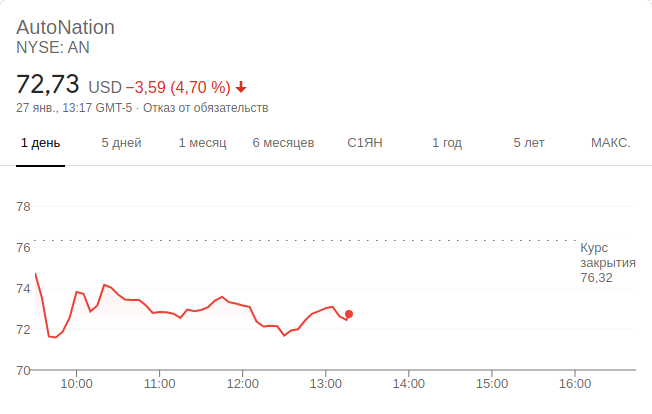 AutoNation
NYSE: AN
72,73 USD −3,59 (4,70 %)
27 янв., 13:17 GMT-5 · Отказ от обязательств
1 день 5 дней 1 месяц 6 месяцев С1ЯН 1 год 5 лет МАКС.
78
76
74
72
70
Курс
закрытия
76,32
10:00 11:00 12:00 13:00 14:00 15:00 16:00